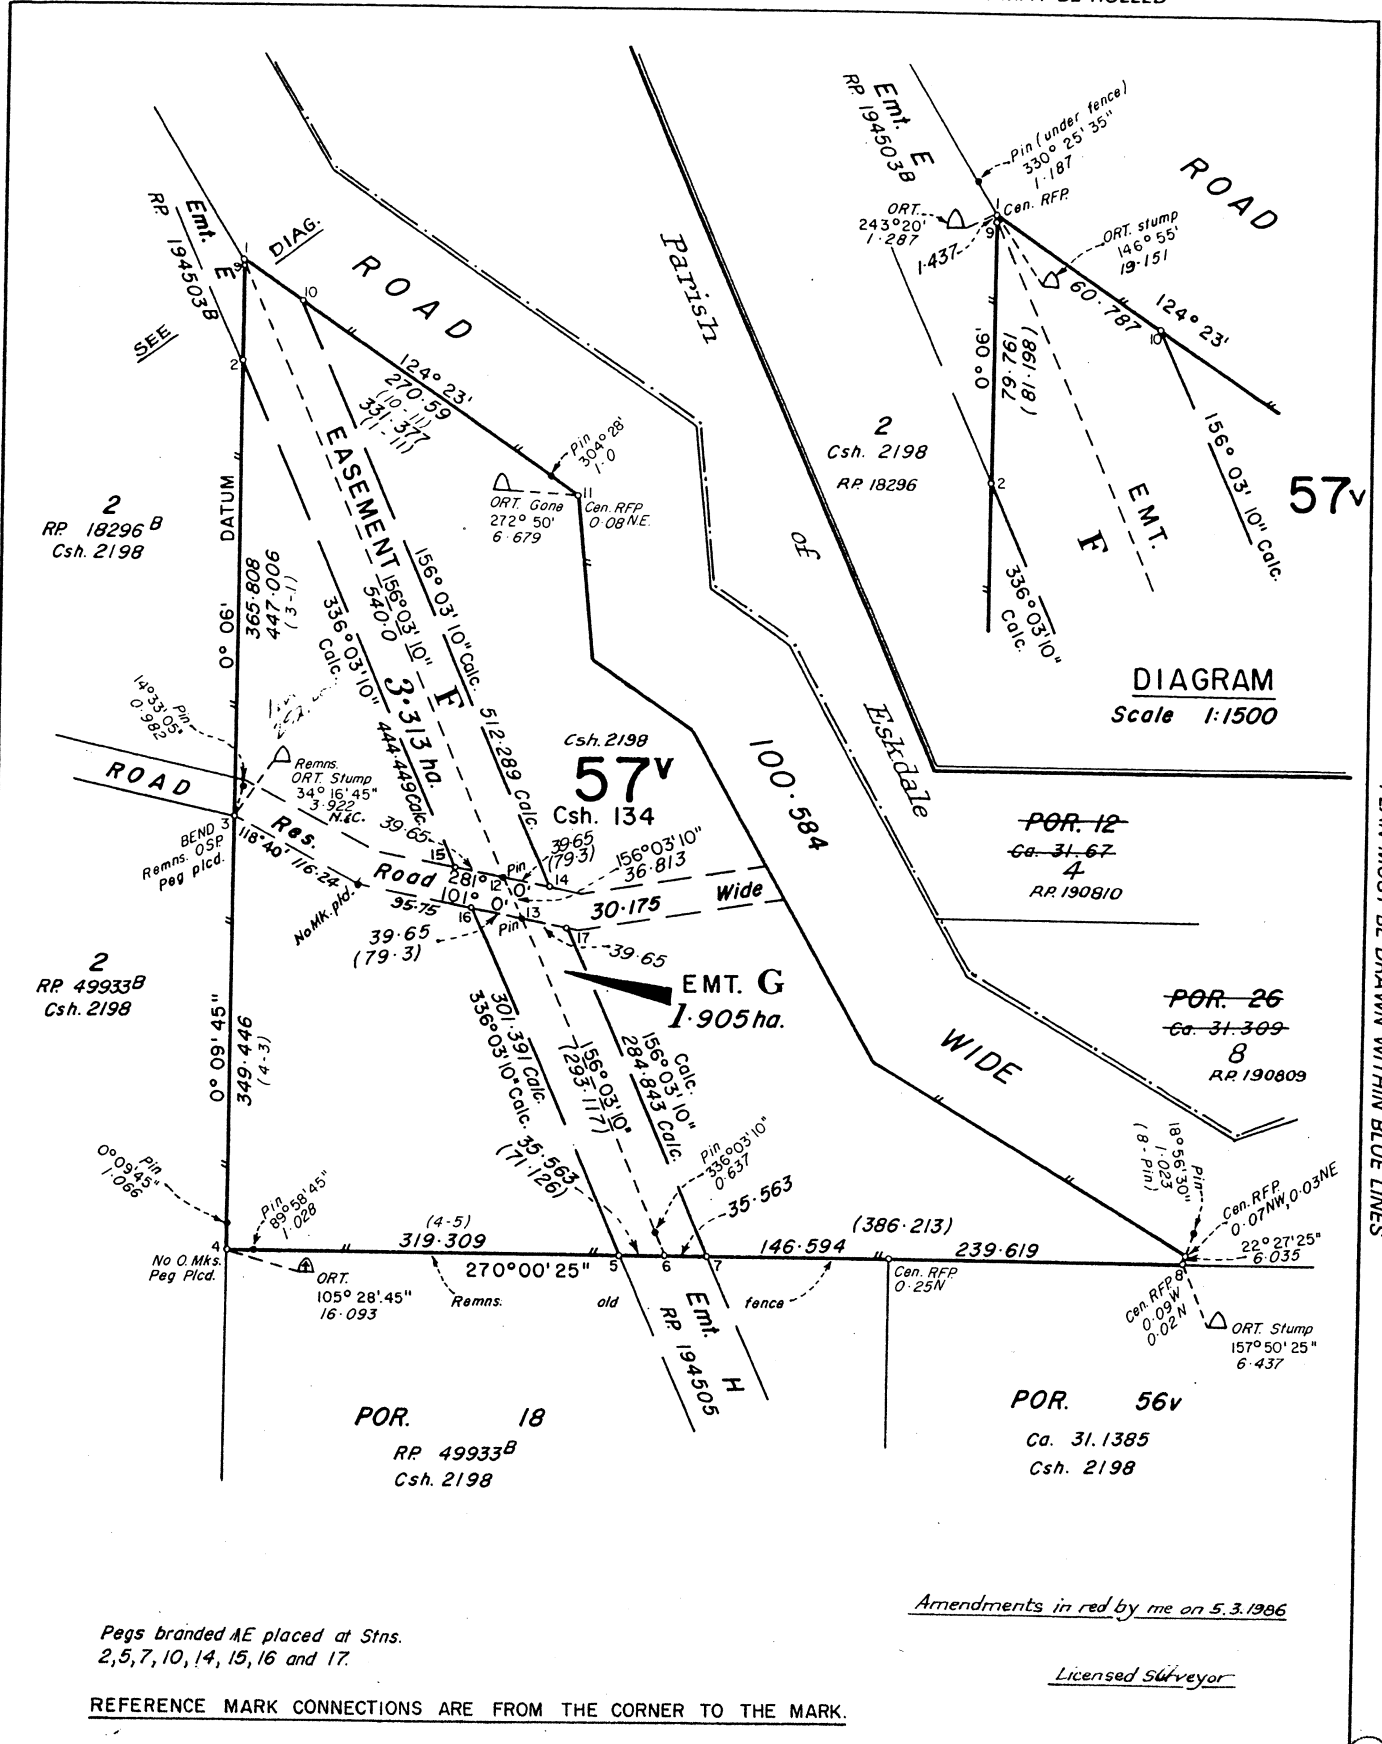 Emt. E
RP. 194503B
SEE
DIAG.
ROAD
1
9
10
2
124° 23'
270·59
(10-11)
331·377
(1-11)
Pin
304° 28'
1·0
11
ORT. Gone
272° 50'
6·679
Cen. RFP
0·08 N.E.
Parish
of
Eskdale
Emt. E
RP. 194503B
Pin (under fence)
330° 25' 35"
1·187
ORT.
243°20'
1·287
1·437
1
Cen. RFP.
9
ROAD
ORT. stump
146° 55'
19·151
60·787
124° 23'
10
0° 06'
79·761
(81·198)
2
Csh. 2198
RP. 18296
2
EMT.
F
156° 03' 10" Calc.
336°03'10"
Calc.
57v
DIAGRAM
Scale 1:1500
2
RP. 18296 B
Csh. 2198
DATUM
0° 06'
365·808
447·006
(3-1)
EASEMENT
F
156°03'10"
540·0
156°03'10" Calc.
512·289 Calc.
336°03'10"
Calc.
444·449 Calc.
3·313 ha.
Pin
14°33'05"
0·982
ROAD
Remns.
ORT. Stump
34° 16'45"
3·922
N.&C.
BEND 3
Remns. OSP.
Peg plcd.
118°40'
116·24
Res.
Road
No Mk. pld.
95·75
39·65
15
Pin
12
281° 0'
101° 0'
16
Pin
13
39·65
(79·3)
14
156°03'10"
36·813
30·175
Wide
17
39·65
(79·3)
39·65
Csh. 2198
57v
Csh. 134
100·584
WIDE
POR. 12
Ca. 31.67
4
RP. 190810
POR. 26
Ca. 31.309
8
RP. 190809
2
RP. 49933B
Csh. 2198
0° 09' 45"
349·446
(4-3)
EMT. G
1·905 ha.
301·391 Calc.
336°03'10" Calc.
156°03'10"
(293·117)
Calc.
156°03'10"
284·843 Calc.
35·563
(71·126)
Pin
336°03'10"
0·637
35·563
Pin
0°09'45"
1·066
Pin
89°58'45"
1·028
4
No O. Mks.
Peg Plcd.
ORT.
105° 28'.45"
16·093
(4-5)
319·309
270°00'25"
Remns. old fence
5
6
7
146·594
(386·213)
239·619
Cen. RFP.
0·25N
Pin
18°56'30"
1·023
(8-Pin)
Cen. RFP.
0·07NW, 0·03NE
22° 27'25"
6·035
8
Cen. RFP.
0·09W
0·02N
ORT. Stump
157° 50' 25"
6·437
Emt. H
RP. 194505
POR. 18
RP. 49933B
Csh. 2198
POR. 56v
Ca. 31.1385
Csh. 2198
Amendments in red by me on 5.3.1986
Licensed Surveyor
Pegs branded AE placed at Stns.
2,5,7,10,14,15,16 and 17.
REFERENCE MARK CONNECTIONS ARE FROM THE CORNER TO THE MARK.